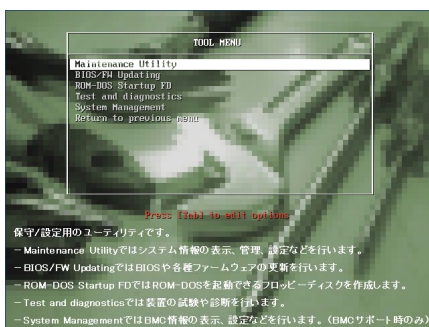 TOOL MENU
Maintenance Utility
BIOS/FW Updating
ROM-DOS Startup FD
Test and diagnostics
System Management
Return to previous menu
Press [Tab] to edit options
保守/設定用のユーティリティです。
－Maintenance Utilityではシステム情報の表示、管理、設定などを行います。
－BIOS/FW UpdatingではBIOSや各種ファームウェアの更新を行います。
－ROM-DOS Startup FDではROM-DOSを起動できるフロッピーディスクを作成します。
－Test and diagnosticsでは装置の試験や診断を行います。
－System ManagementではBMC情報の表示、設定などを行います。(BMCサポート時のみ)